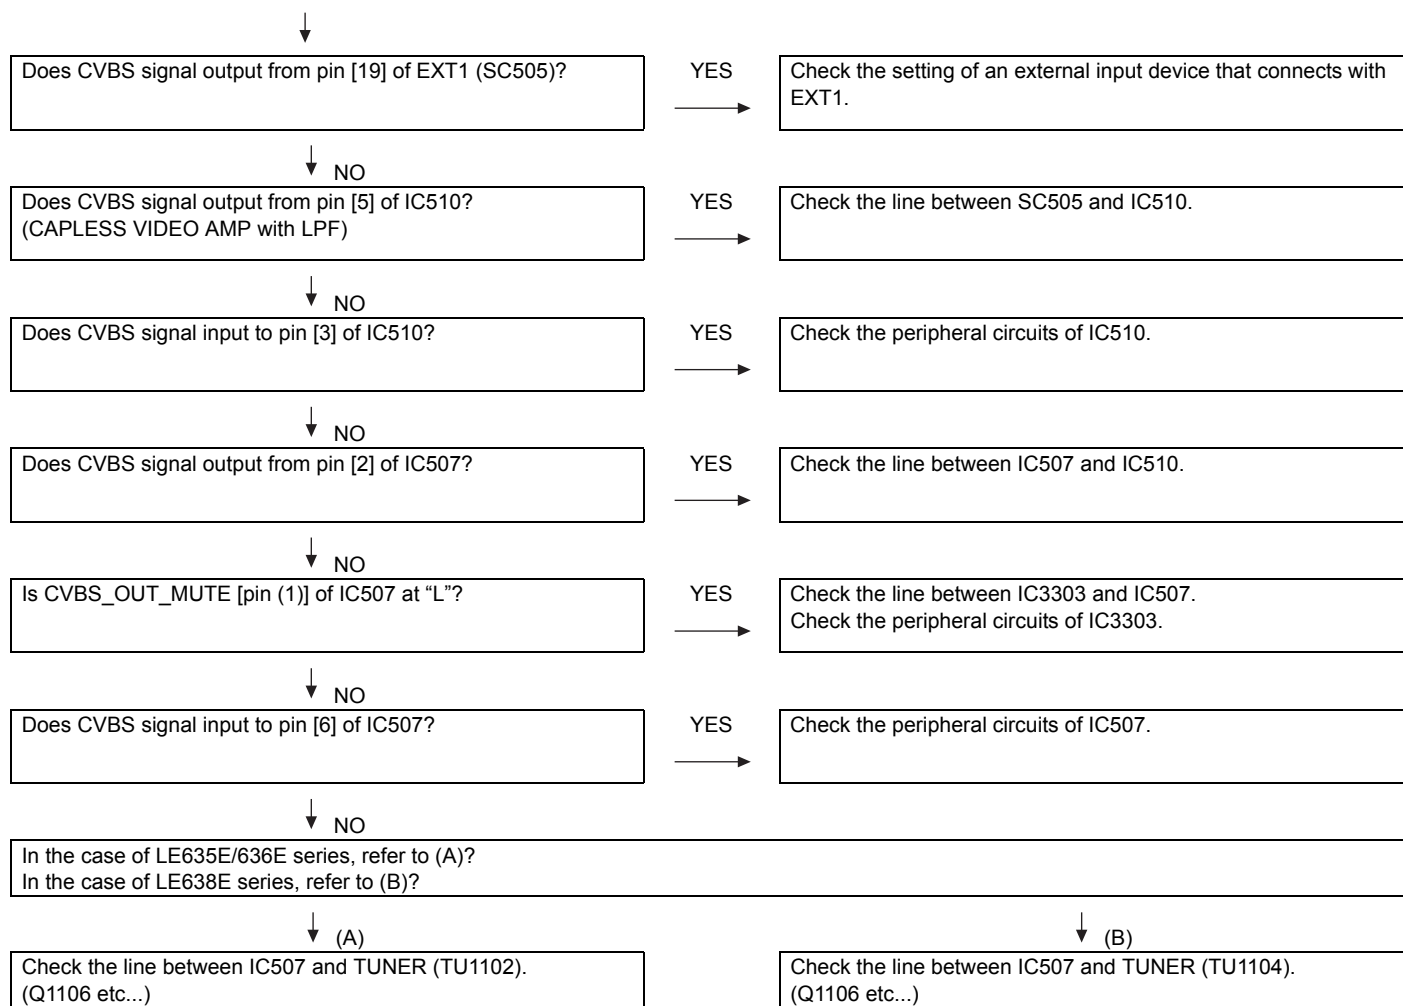 Does CVBS signal output from pin [19] of EXT1 (SC505)?
YES
Check the setting of an external input device that connects with
EXT1.
NO
Does CVBS signal output from pin [5] of IC510?
(CAPLESS VIDEO AMP with LPF)
YES
Check the line between SC505 and IC510.
NO
Does CVBS signal input to pin [3] of IC510?
YES
Check the peripheral circuits of IC510.
NO
Does CVBS signal output from pin [2] of IC507?
YES
Check the line between IC507 and IC510.
NO
Is CVBS_OUT_MUTE [pin (1)] of IC507 at “L”?
YES
Check the line between IC3303 and IC507.
Check the peripheral circuits of IC3303.
NO
Does CVBS signal input to pin [6] of IC507?
YES
Check the peripheral circuits of IC507.
NO
In the case of LE635E/636E series, refer to (A)?
In the case of LE638E series, refer to (B)?
(A)
Check the line between IC507 and TUNER (TU1102).
(Q1106 etc...)
(B)
Check the line between IC507 and TUNER (TU1104).
(Q1106 etc...)